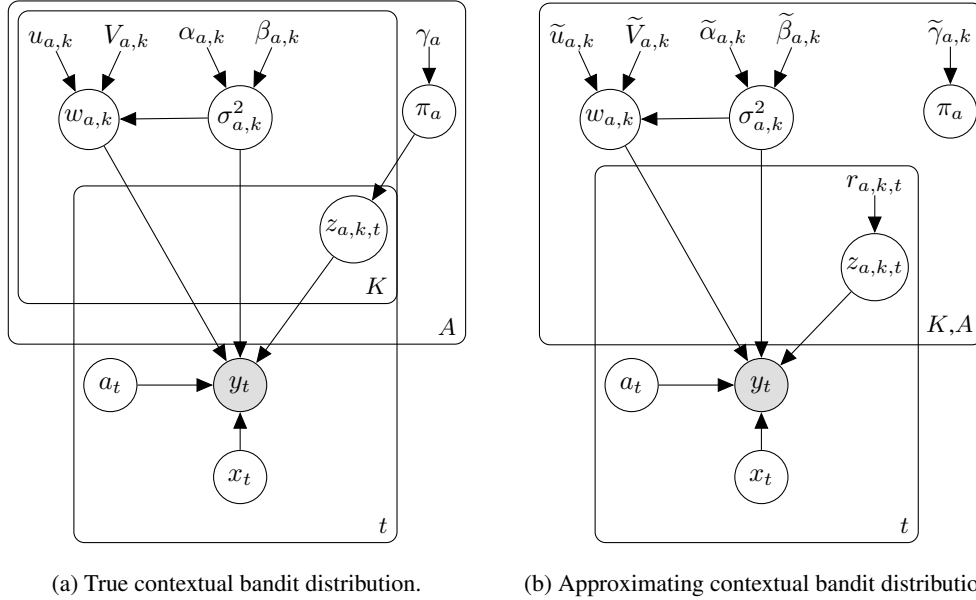 u_{a,k} V_{a,k} α_{a,k} β_{a,k} γ_a
w_{a,k} σ²_{a,k} π_a
z_{a,k,t}
K
A
a_t y_t
x_t
t
(a) True contextual bandit distribution.
ũ_{a,k} Ṽ_{a,k} α̃_{a,k} β̃_{a,k} γ̃_{a,k}
w_{a,k} σ²_{a,k} π_a
r_{a,k,t}
z_{a,k,t}
K,A
a_t y_t
x_t
t
(b) Approximating contextual bandit distributio